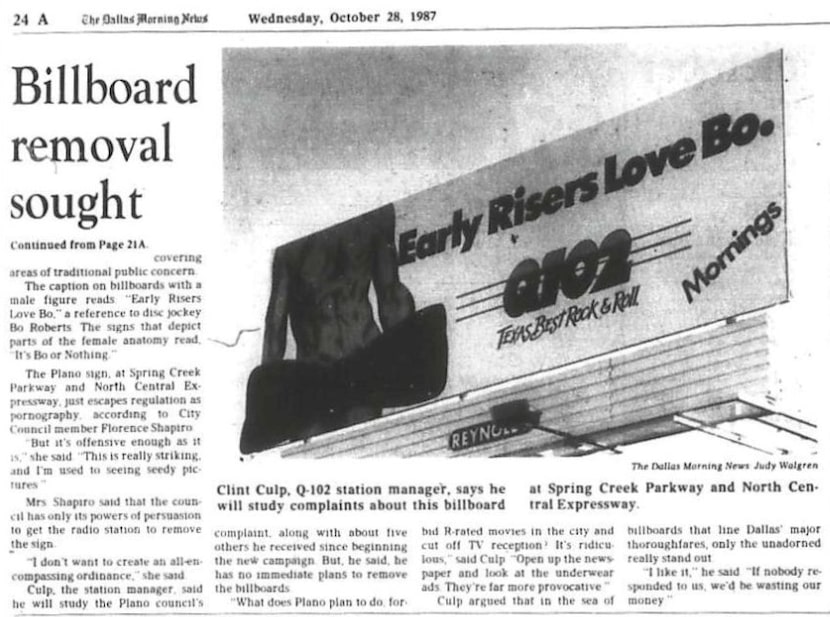 24 A The Dallas Morning News Wednesday, October 28, 1987
Billboard
removal
sought
Continued from Page 21A.
covering
areas of traditional public concern.
The caption on billboards with a
male figure reads "Early Risers
Love Bo," a reference to disc jockey
Bo Roberts. The signs that depict
parts of the female anatomy read,
"It's Bo or Nothing."
The Plano sign, at Spring Creek
Parkway and North Central Ex-
pressway, just escapes regulation as
pornography, according to City
Council member Florence Shapiro.
"But it's offensive enough as it
is," she said. "This is really striking,
and I'm used to seeing seedy pic-
tures."
Mrs. Shapiro said that the coun-
cil has only its powers of persuasion
to get the radio station to remove
the sign.
"I don't want to create an all-en-
compassing ordinance," she said.
Culp, the station manager, said
he will study the Plano council's
Early Risers Love Bo.
Q102
Texas Best Rock & Roll
Mornings
REYNOL
The Dallas Morning News: Judy Walgren
Clint Culp, Q-102 station manager, says he
will study complaints about this billboard
at Spring Creek Parkway and North Cen-
tral Expressway.
complaint, along with about five
others he received since beginning
the new campaign. But, he said, he
has no immediate plans to remove
the billboards.
"What does Plano plan to do, for-
bid R-rated movies in the city and
cut off TV reception? It's ridicu-
lous," said Culp. "Open up the news-
paper and look at the underwear
ads. They're far more provocative."
Culp argued that in the sea of
billboards that line Dallas' major
thoroughfares, only the unadorned
really stand out.
"I like it," he said. "If nobody re-
sponded to us, we'd be wasting our
money."